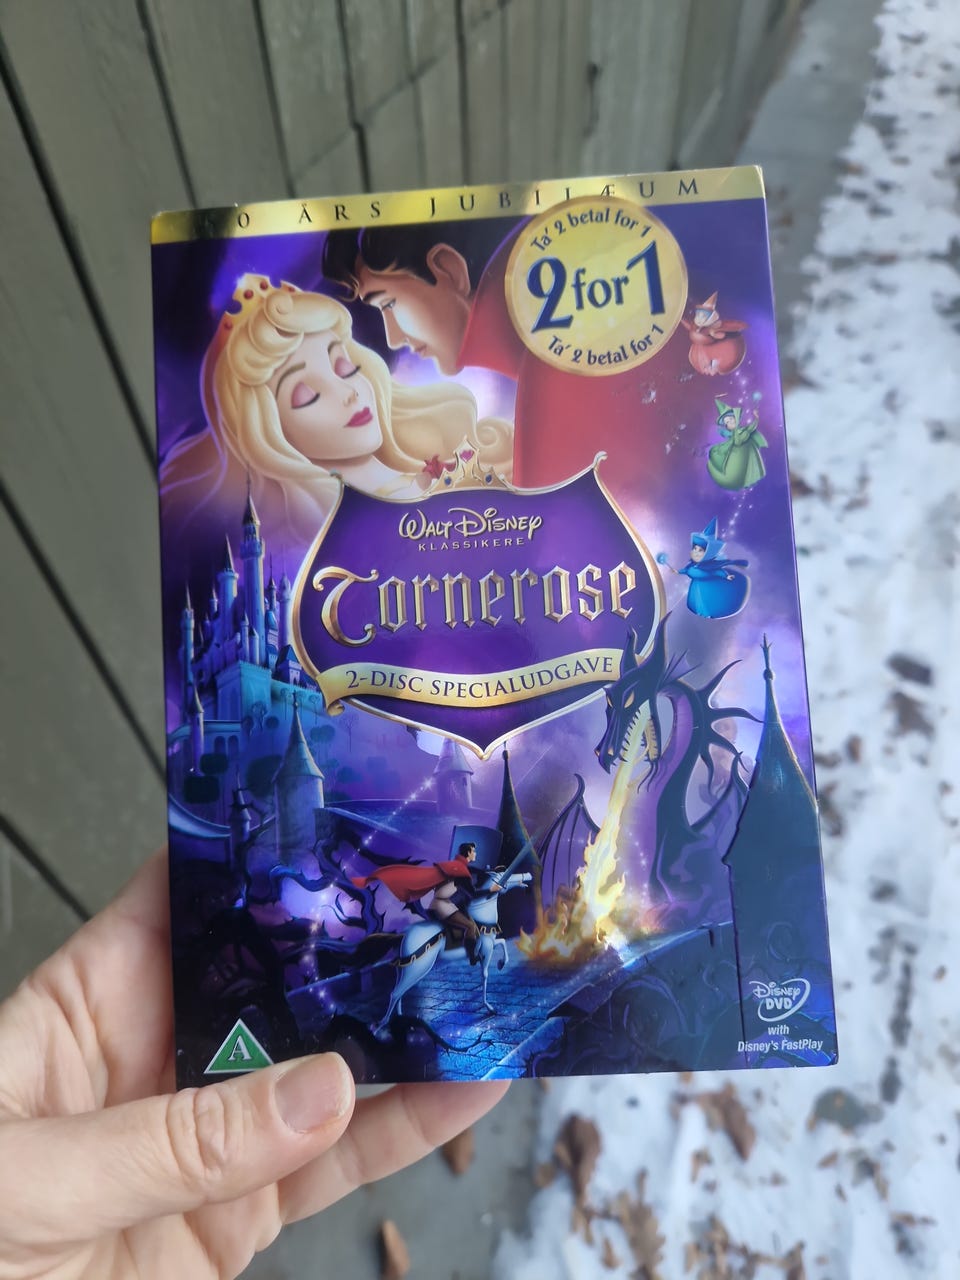 0 ÅRS JUBILÆUM
Ta' 2 betal for 1
2 for 1
Ta' 2 betal for 1
WALT DISNEY
KLASSIKERE
Tornerose
2-DISC SPECIALUDGAVE
A
DISNEY
DVD
with
Disney's FastPlay